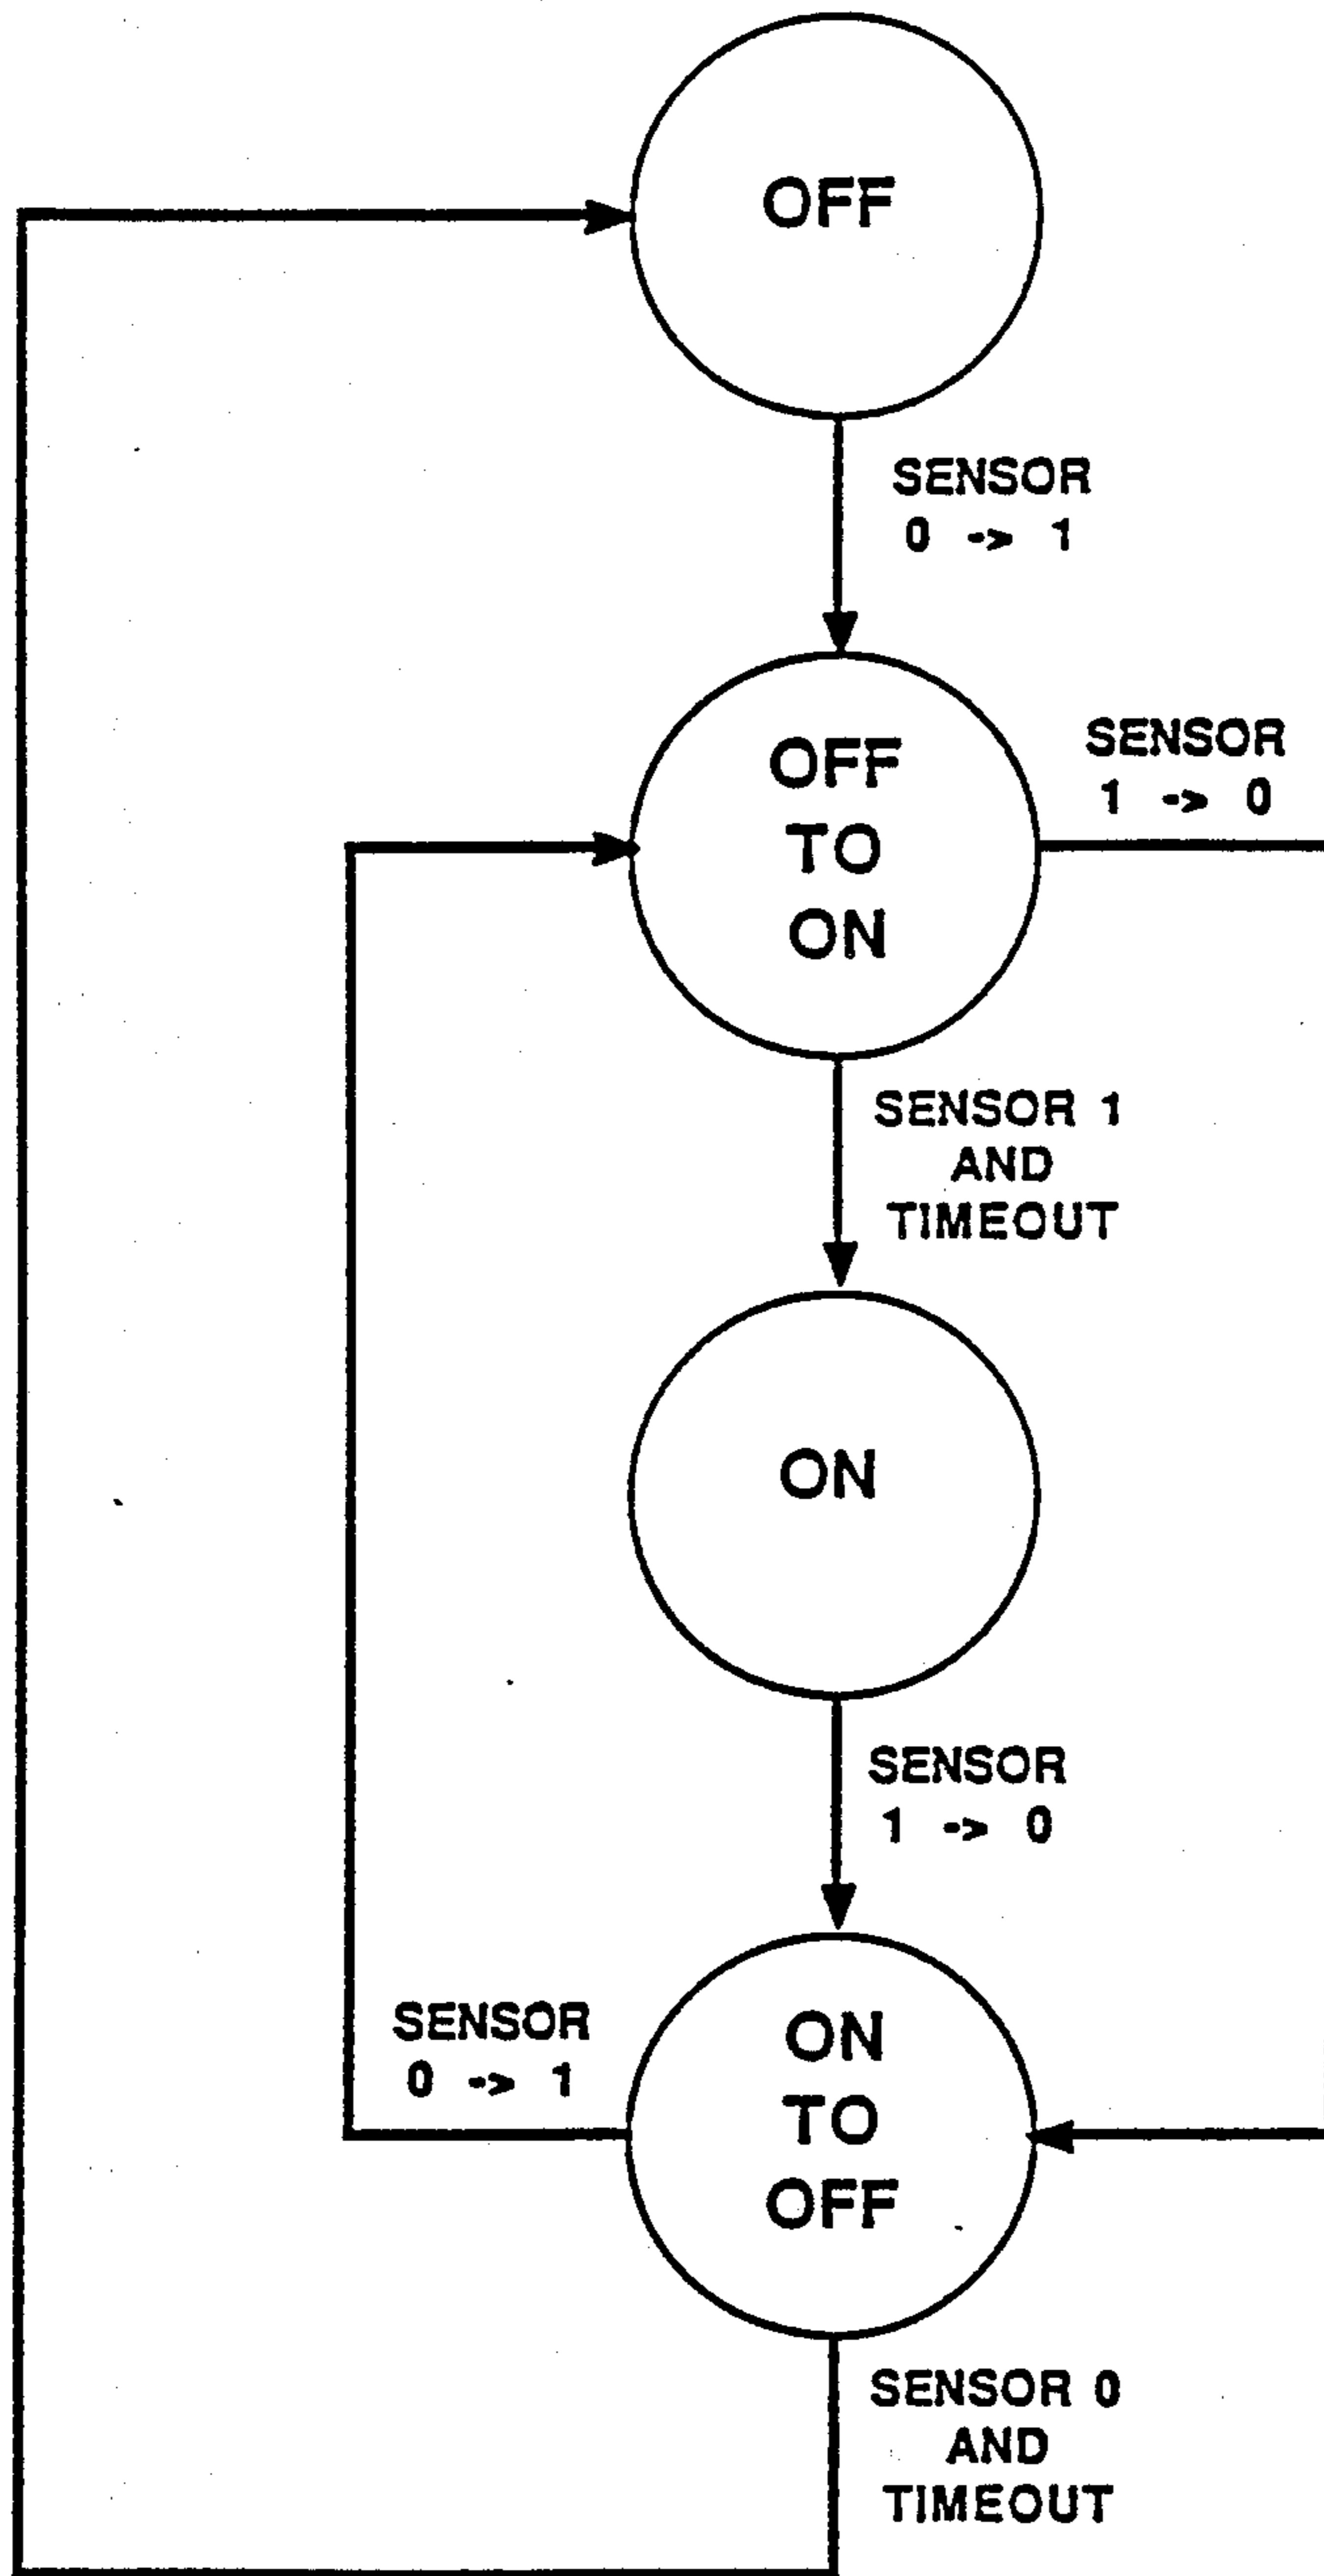 OFF
SENSOR
0 -> 1
OFF
TO
ON
SENSOR
1 -> 0
SENSOR 1
AND
TIMEOUT
ON
SENSOR
1 -> 0
SENSOR
0 -> 1
ON
TO
OFF
SENSOR 0
AND
TIMEOUT